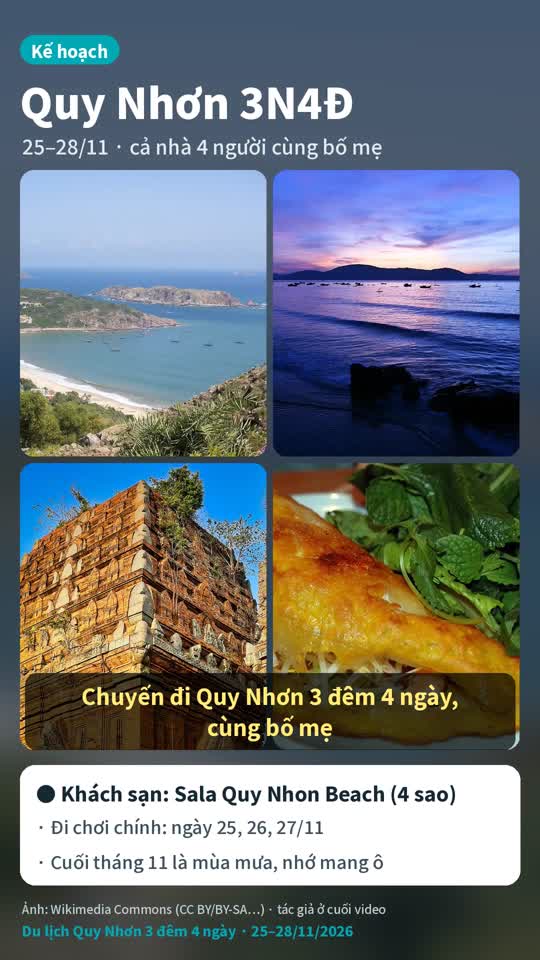 Kế hoạch
Quy Nhơn 3N4Đ
25–28/11 · cả nhà 4 người cùng bố mẹ
Chuyến đi Quy Nhơn 3 đêm 4 ngày,
cùng bố mẹ
● Khách sạn: Sala Quy Nhon Beach (4 sao)
· Đi chơi chính: ngày 25, 26, 27/11
· Cuối tháng 11 là mùa mưa, nhớ mang ô
Ảnh: Wikimedia Commons (CC BY/BY-SA…) · tác giả ở cuối video
Du lịch Quy Nhơn 3 đêm 4 ngày · 25–28/11/2026